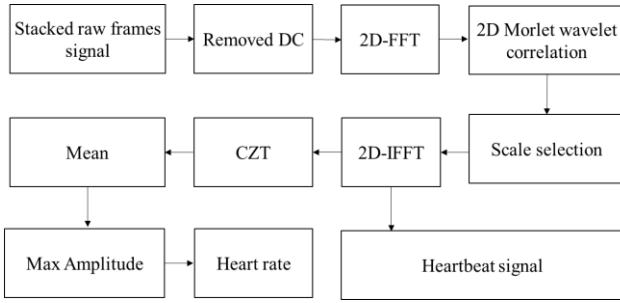 Stacked raw frames
signal
Removed DC
2D-FFT
2D Morlet wavelet
correlation
Mean
CZT
2D-IFFT
Scale selection
Max Amplitude
Heart rate
Heartbeat signal